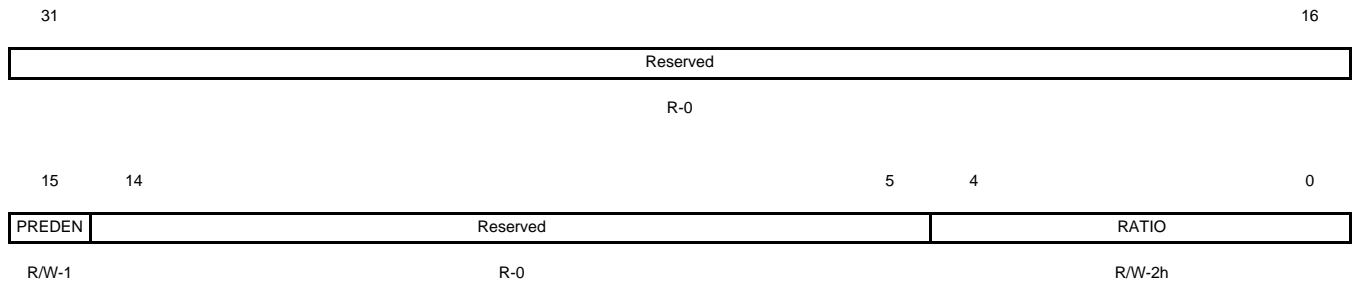 31 16
Reserved
R-0
15 14 5 4 0
PREDEN Reserved RATIO
R/W-1 R-0 R/W-2h